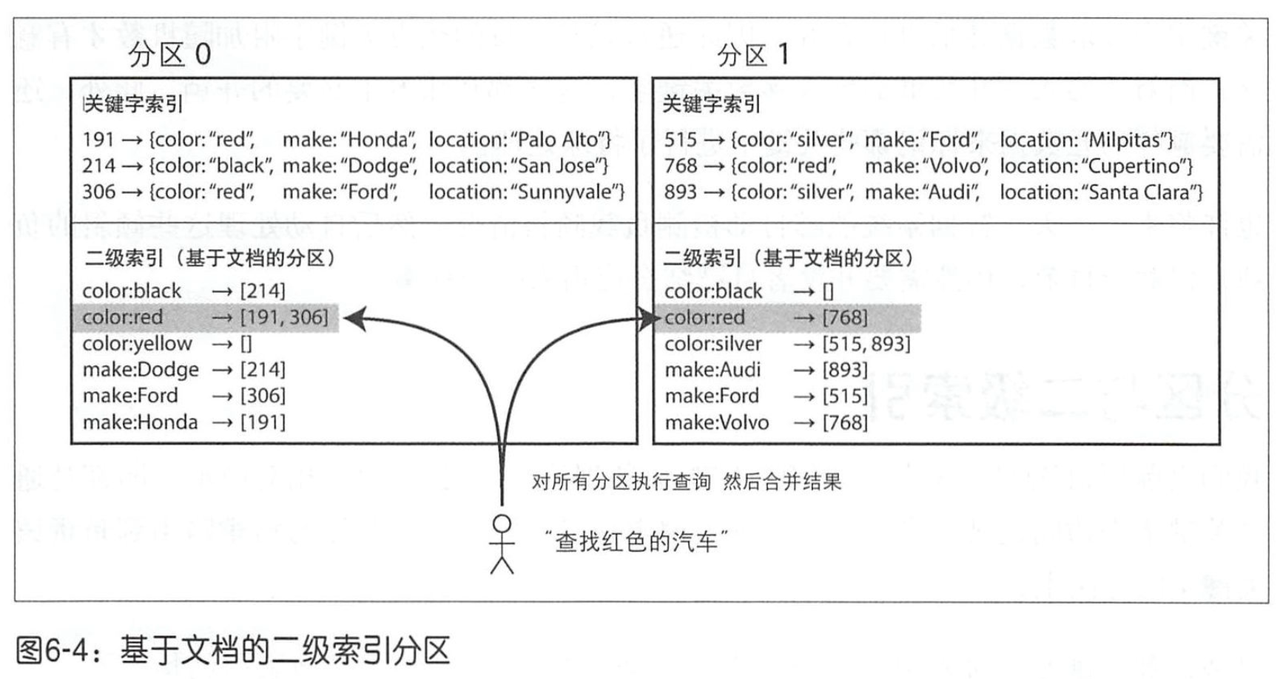 分区 0
关键字索引
191 → {color: “red”, make: “Honda”, location: “Palo Alto”}
214 → {color: “black”, make: “Dodge”, location: “San Jose”}
306 → {color: “red”, make: “Ford”, location: “Sunnyvale”}
二级索引（基于文档的分区）
color:black → [214]
color:red → [191, 306]
color:yellow → []
make:Dodge → [214]
make:Ford → [306]
make:Honda → [191]
分区 1
关键字索引
515 → {color: “silver”, make: “Ford”, location: “Milpitas”}
768 → {color: “red”, make: “Volvo”, location: “Cupertino”}
893 → {color: “silver”, make: “Audi”, location: “Santa Clara”}
二级索引（基于文档的分区）
color:black → []
color:red → [768]
color:silver → [515, 893]
make:Audi → [893]
make:Ford → [515]
make:Volvo → [768]
对所有分区执行查询 然后合并结果
“查找红色的汽车”
图6-4：基于文档的二级索引分区